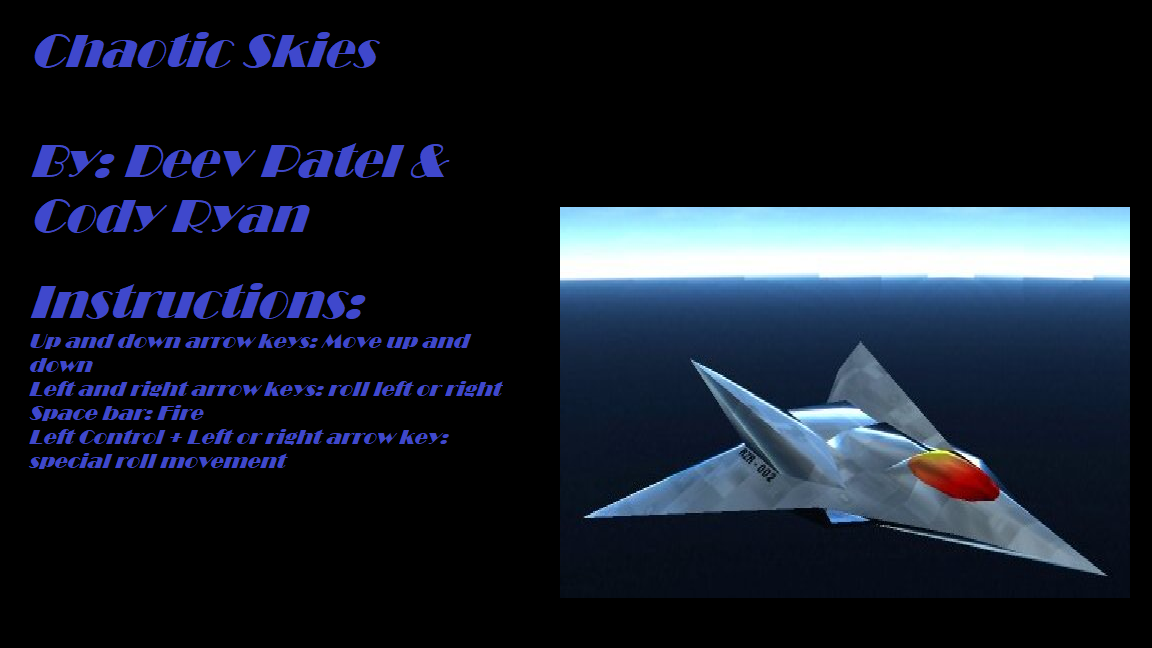 Chaotic Skies
By: Deev Patel &
Cody Ryan
Instructions:
Up and down arrow keys: Move up and
down
Left and right arrow keys: roll left or right
Space bar: Fire
Left Control + Left or right arrow key:
special roll movement
RZR-002